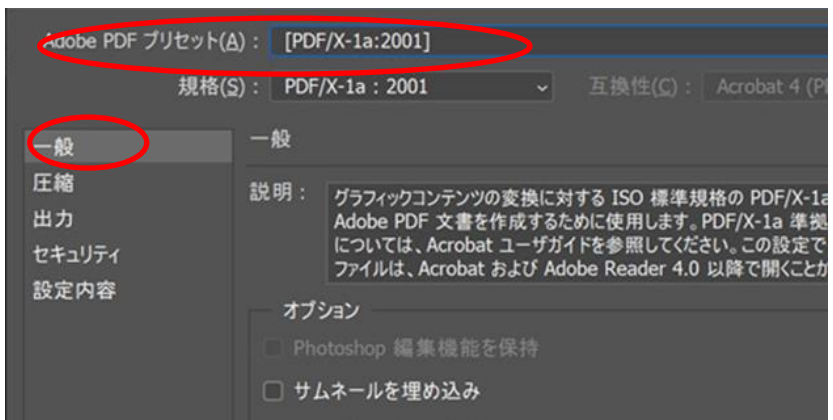 Adobe PDF プリセット(A)： [PDF/X-1a:2001]
規格(S)： PDF/X-1a：2001 互換性(C)： Acrobat 4 (P
一般 一般
圧縮
説明： グラフィックコンテンツの変換に対する ISO 標準規格の PDF/X-1a
出力 Adobe PDF 文書を作成するために使用します。PDF/X-1a 準拠
セキュリティ については、Acrobat ユーザガイドを参照してください。この設定で
設定内容 ファイルは、Acrobat および Adobe Reader 4.0 以降で開くことが
オプション
Photoshop 編集機能を保持
サムネールを埋め込み